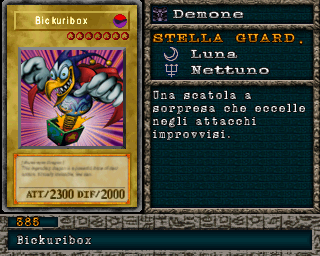 Bickuribox
ATT/2300 DIF/2000
Demone
STELLA GUARD.
Luna
Nettuno
Una scatola a
sorpresa che eccelle
negli attacchi
improvvisi.
385
Bickuribox